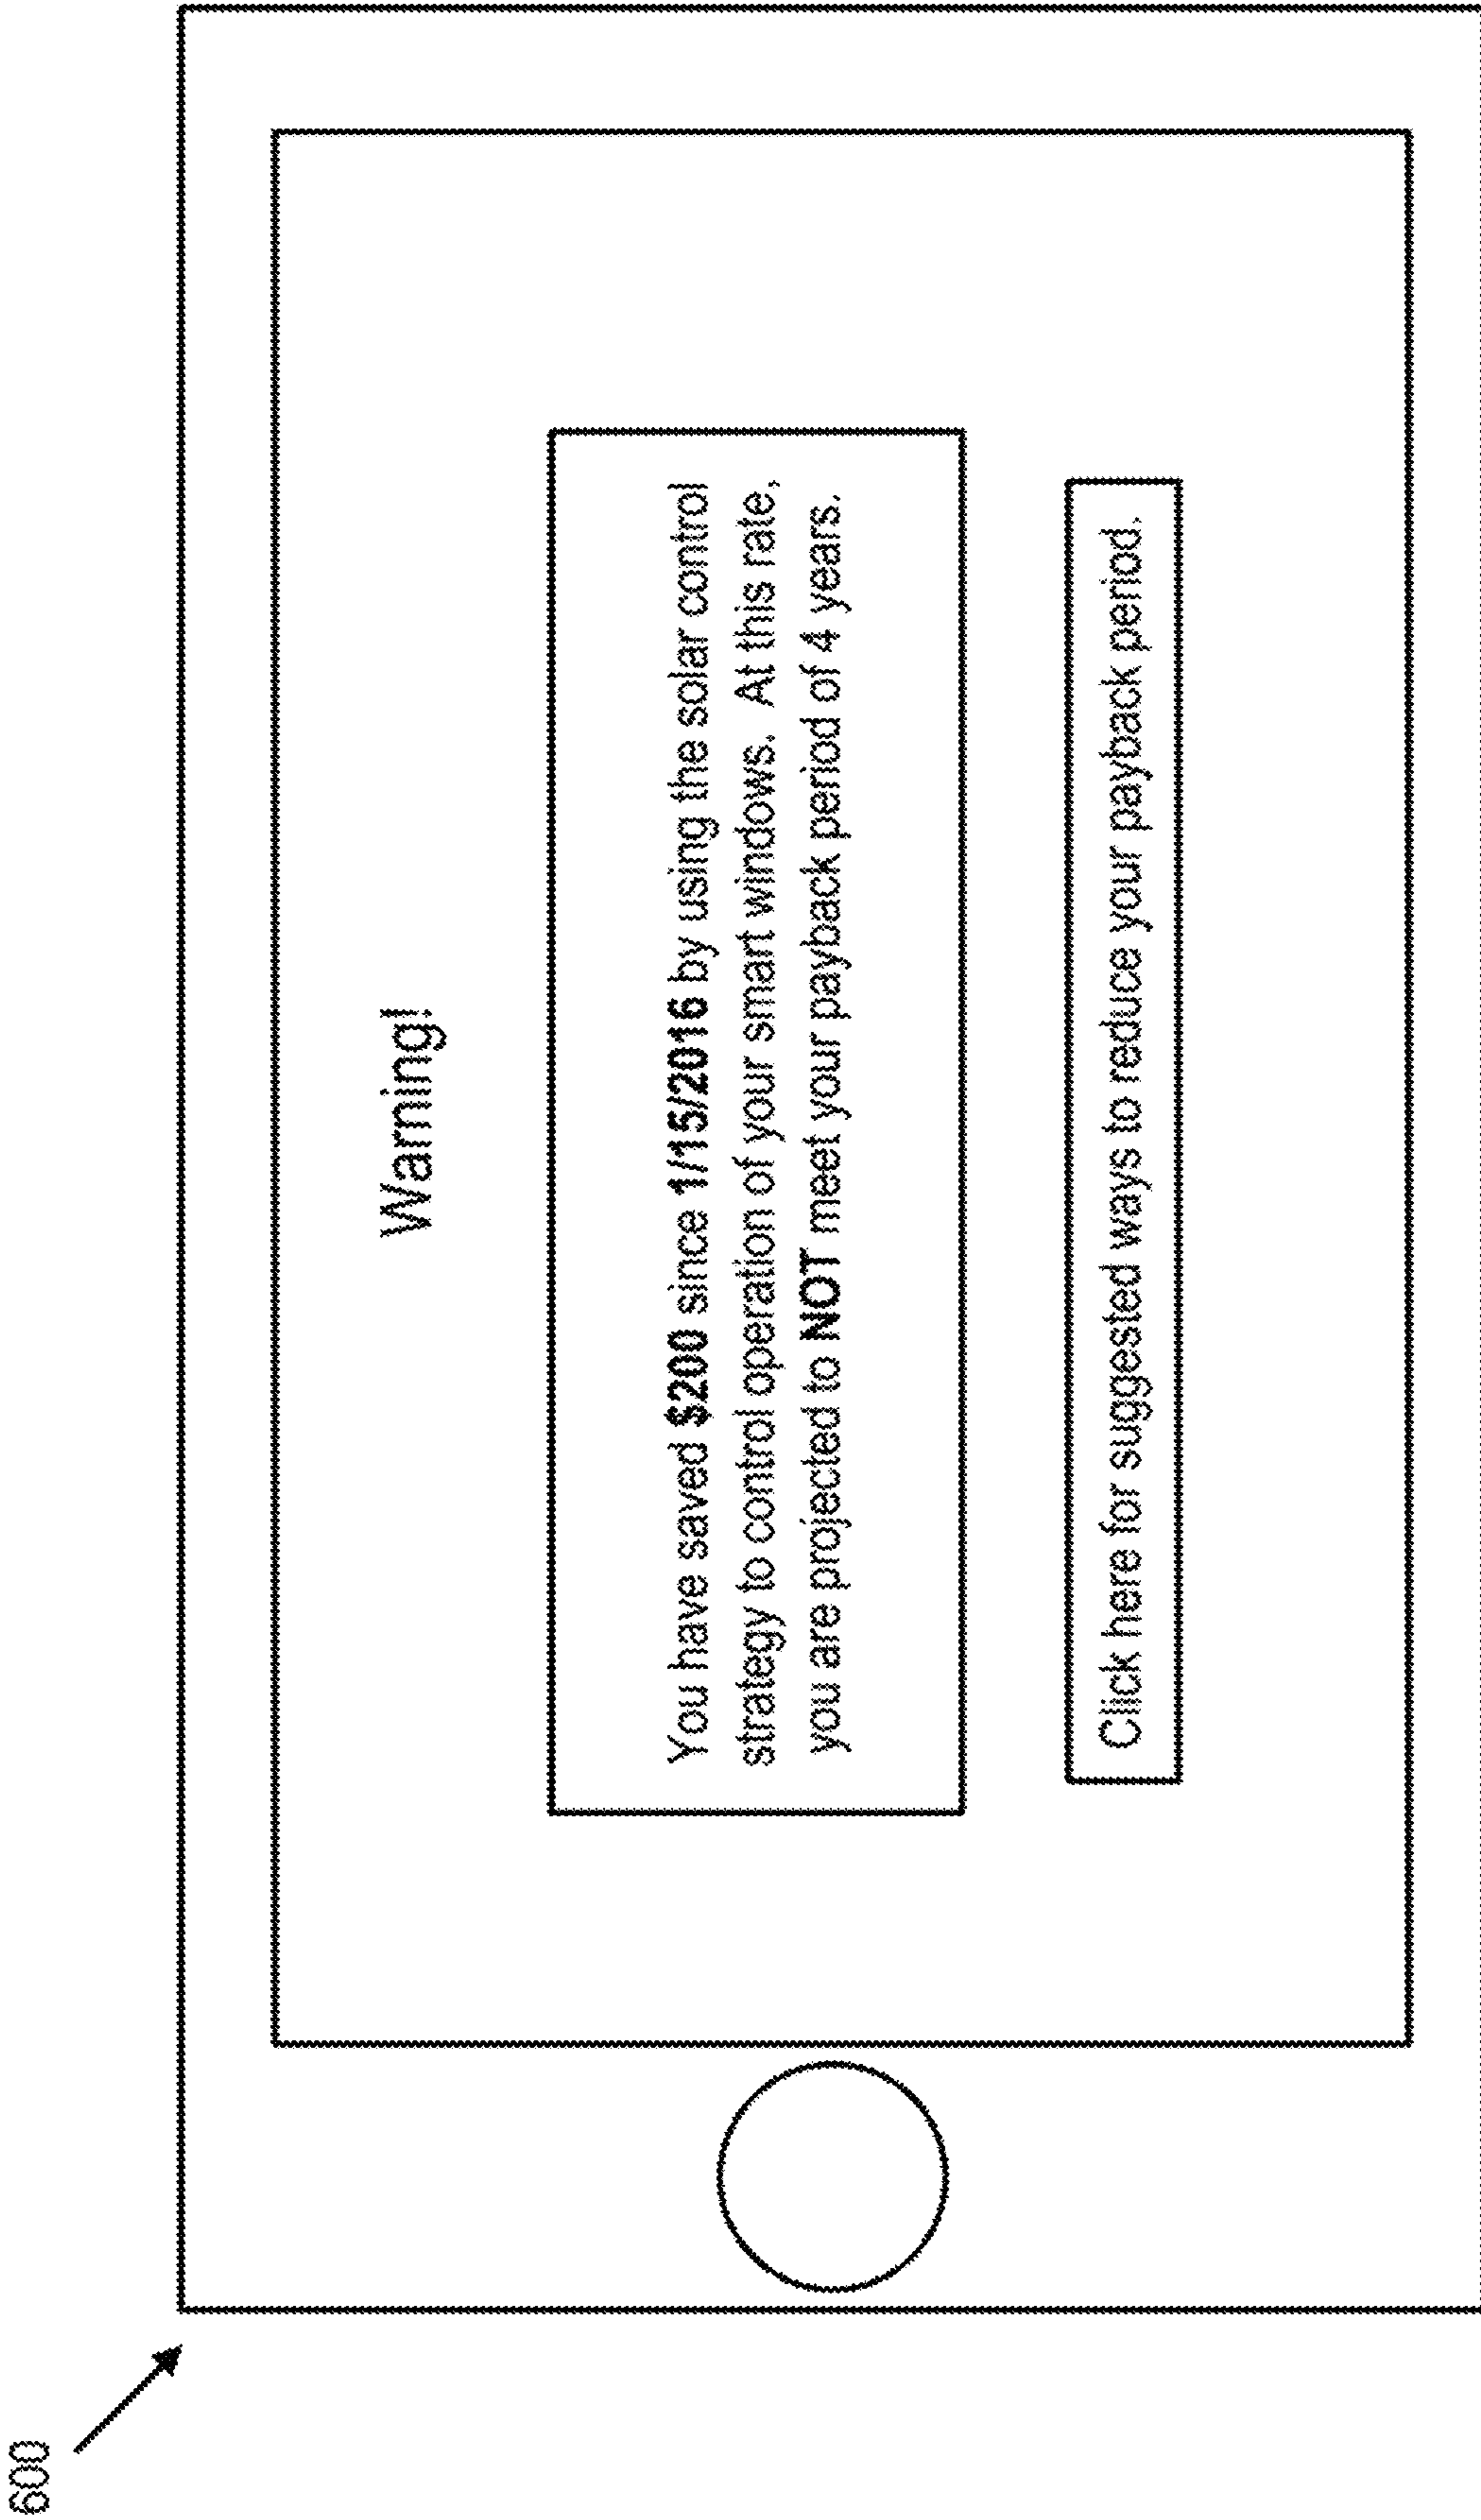 600
Warning!
You have saved $200 since 1/15/2016 by using the solar control
strategy to control operation of your smart windows. At this rate,
you are projected to NOT meet your payback period of 4 years.
Click here for suggested ways to reduce your payback period.